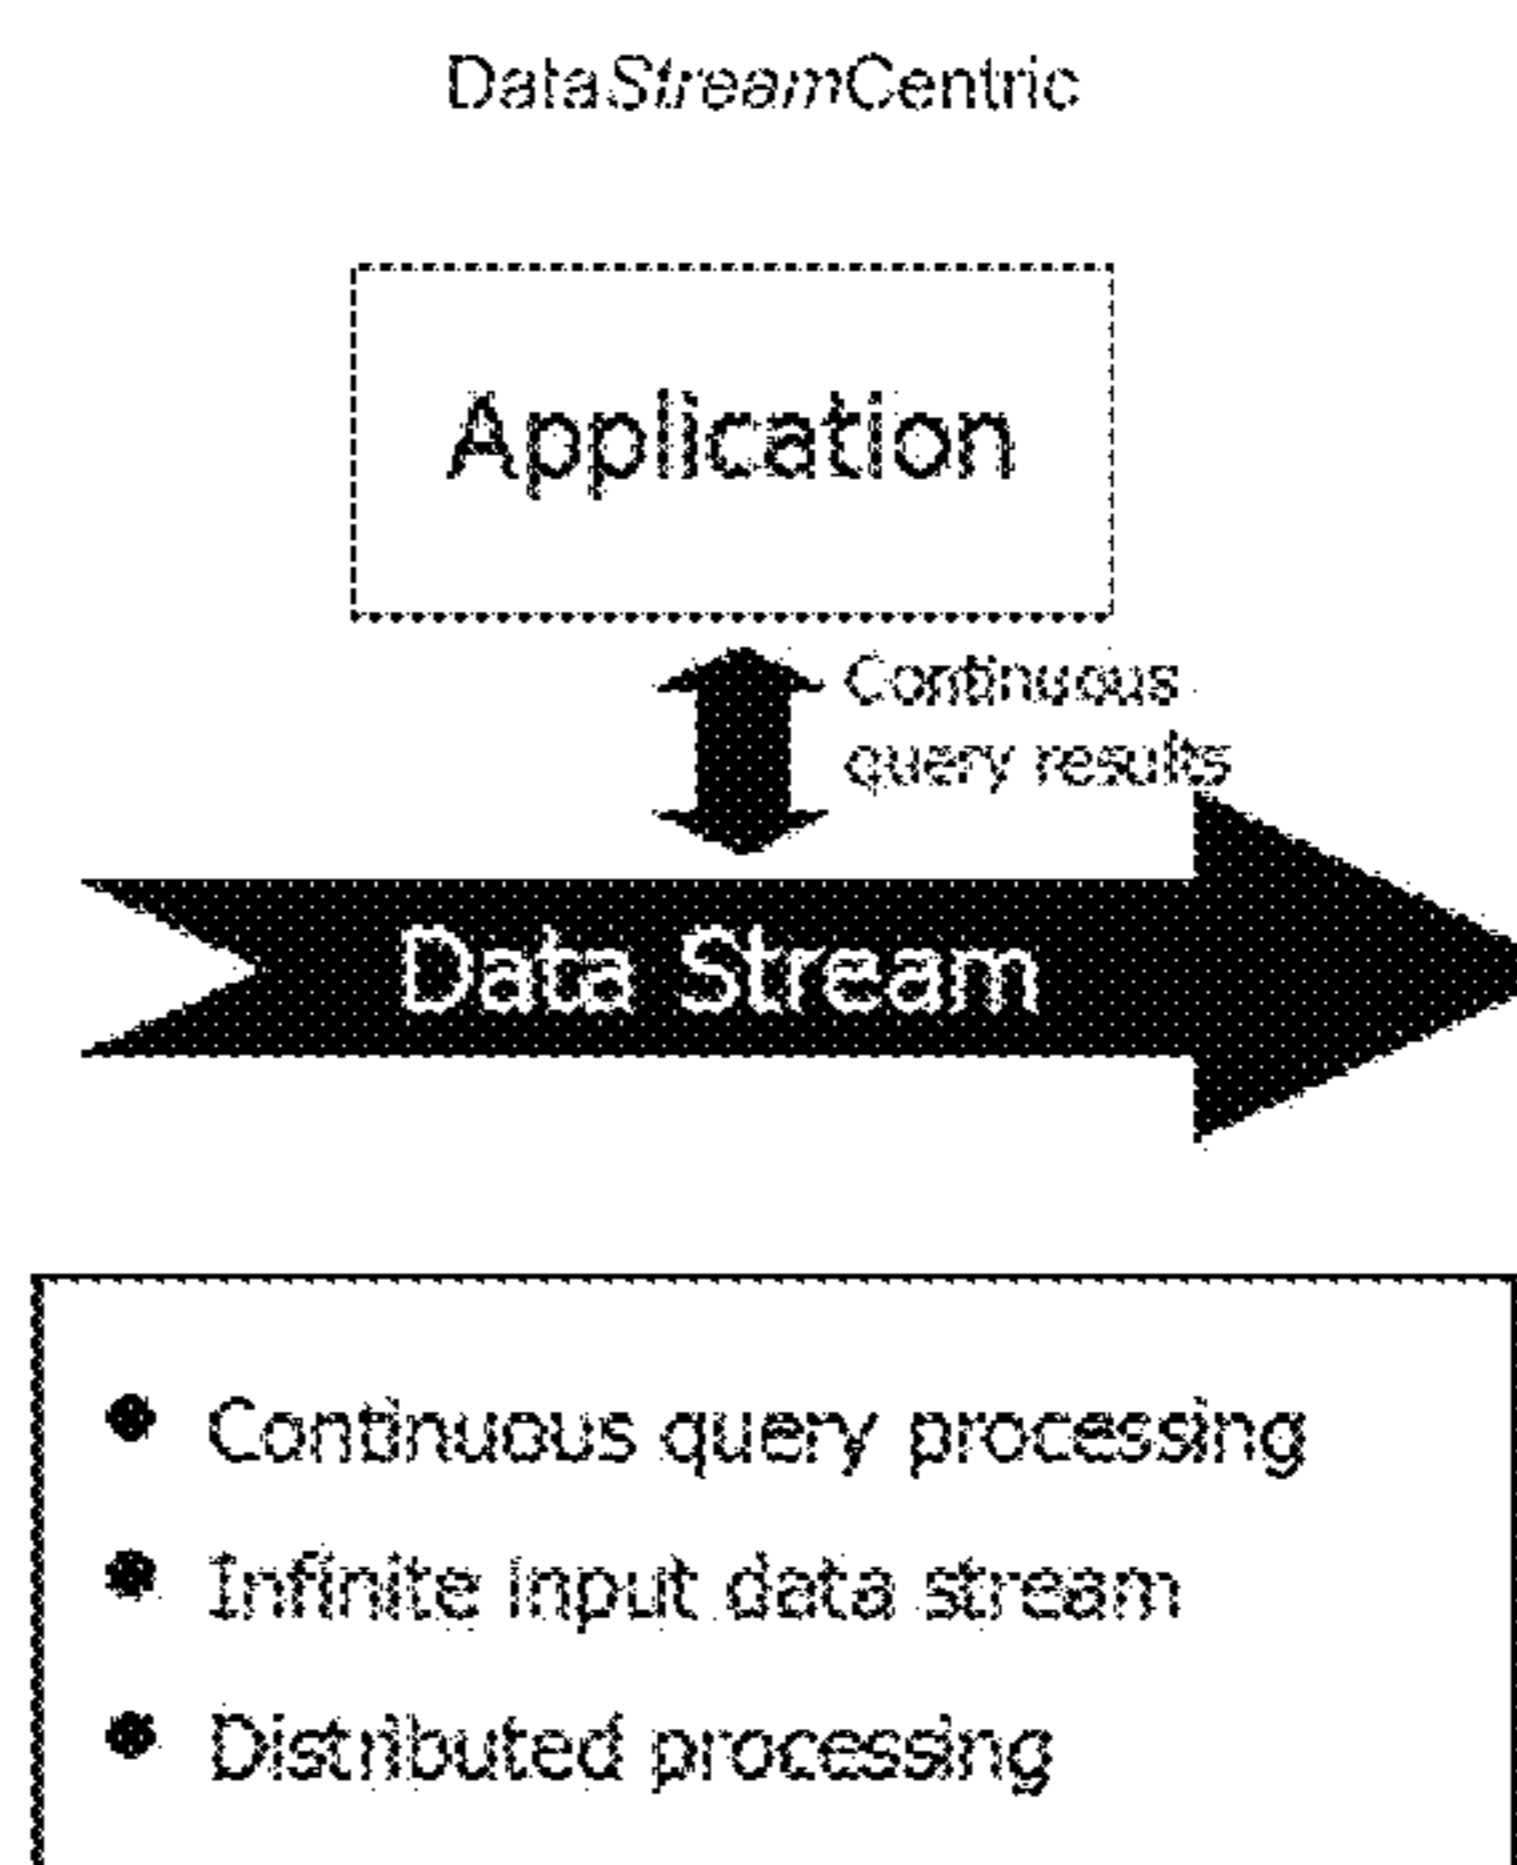 DataStreamCentric
Application
Continuous
query results
Data Stream
Continuous query processing
Infinite input data stream
Distributed processing